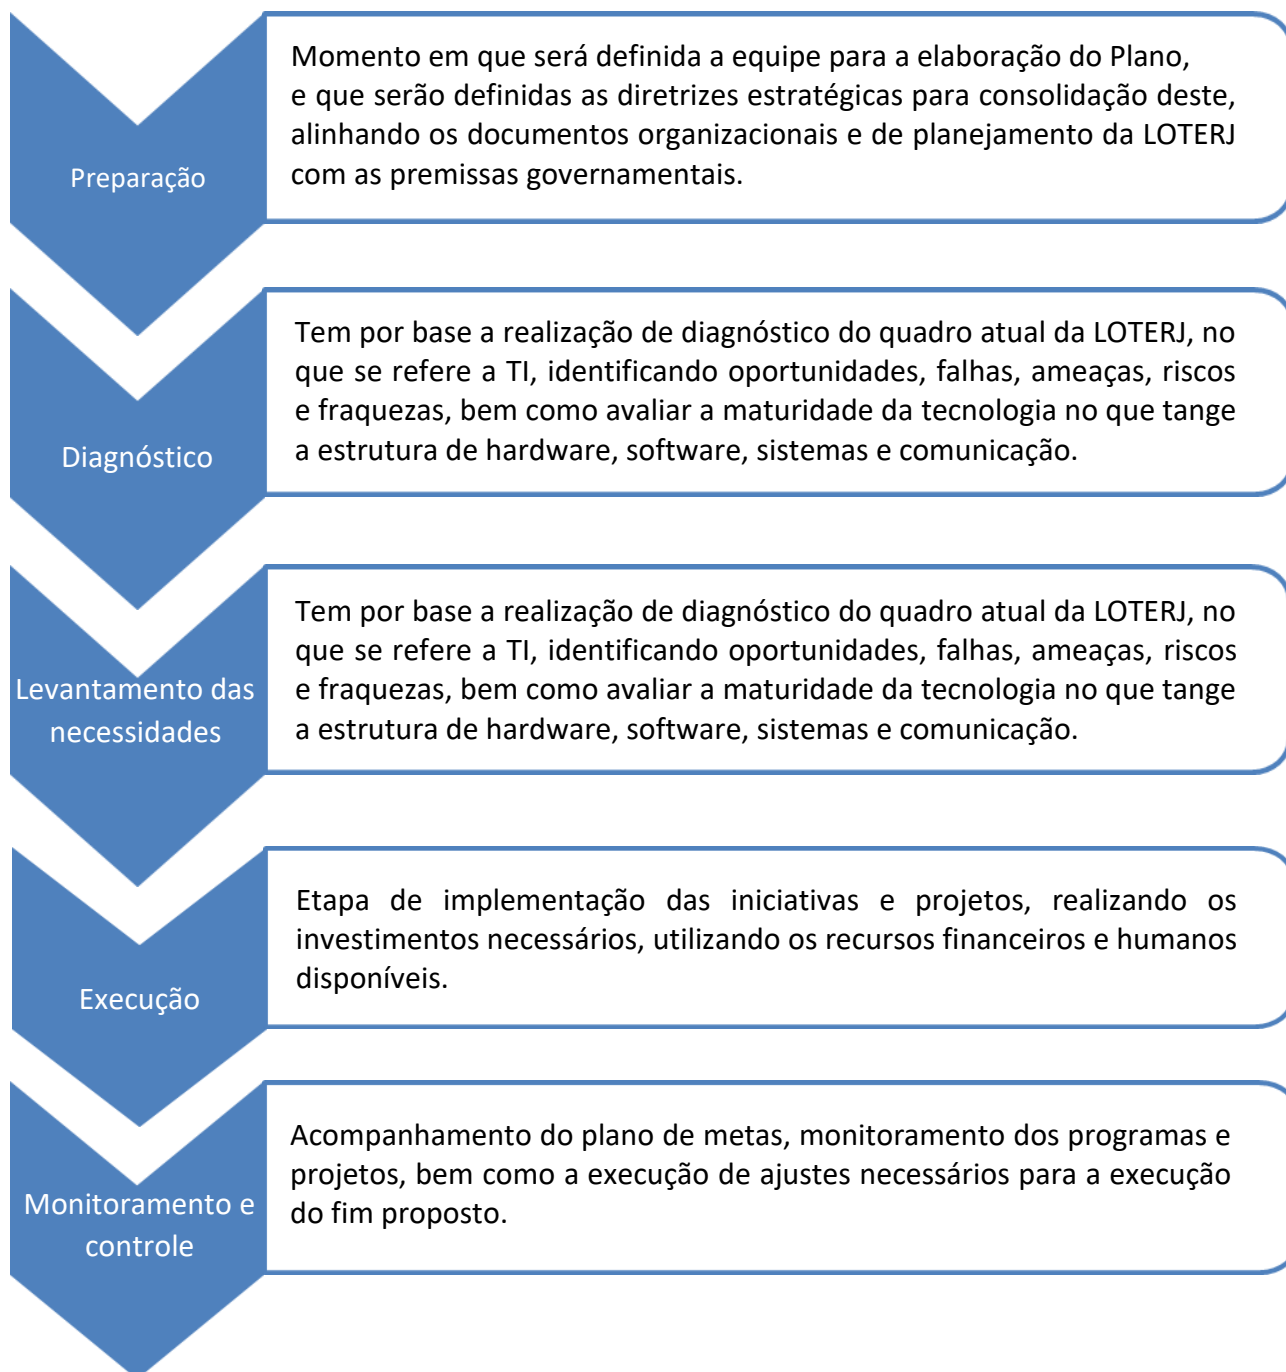 Preparação
Momento em que será definida a equipe para a elaboração do Plano,
e que serão definidas as diretrizes estratégicas para consolidação deste,
alinhando os documentos organizacionais e de planejamento da LOTERJ
com as premissas governamentais.
Diagnóstico
Tem por base a realização de diagnóstico do quadro atual da LOTERJ, no
que se refere a TI, identificando oportunidades, falhas, ameaças, riscos
e fraquezas, bem como avaliar a maturidade da tecnologia no que tange
a estrutura de hardware, software, sistemas e comunicação.
Levantamento das
necessidades
Tem por base a realização de diagnóstico do quadro atual da LOTERJ, no
que se refere a TI, identificando oportunidades, falhas, ameaças, riscos
e fraquezas, bem como avaliar a maturidade da tecnologia no que tange
a estrutura de hardware, software, sistemas e comunicação.
Execução
Etapa de implementação das iniciativas e projetos, realizando os
investimentos necessários, utilizando os recursos financeiros e humanos
disponíveis.
Monitoramento e
controle
Acompanhamento do plano de metas, monitoramento dos programas e
projetos, bem como a execução de ajustes necessários para a execução
do fim proposto.